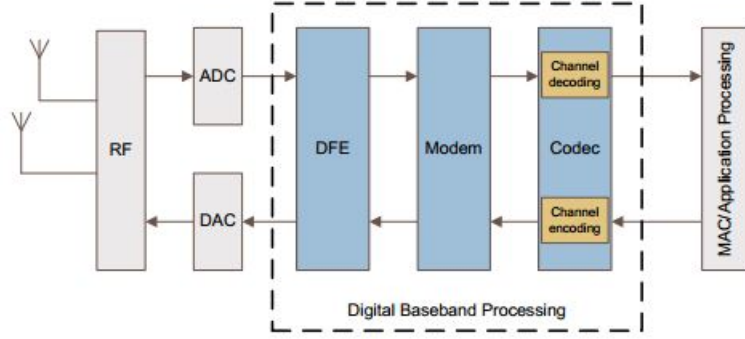 RF
ADC
DAC
DFE
Modem
Channel
decoding
Codec
Channel
encoding
MAC/Application Processing
Digital Baseband Processing